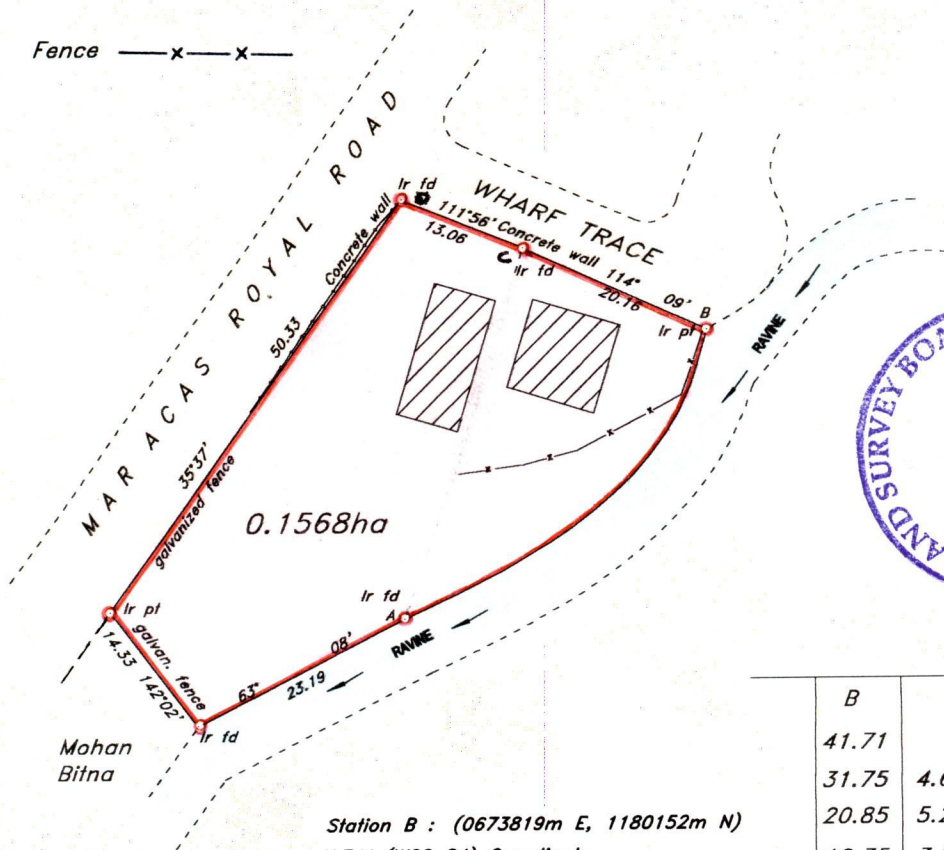 Fence
MARACAS ROYAL ROAD
Ir fd
WHARF TRACE
111°56' Concrete wall
13.06
C
Ir fd
114° 09'
20.16
B
Ir pt
RAVINE
Concrete wall
50.33
35°37'
galvanized fence
0.1568ha
LAND SURVEY BOA
Ir pt
Ir fd
A
galvan. fence
14.33 142°02'
63° 08'
23.19
RAVINE
Ir fd
Mohan
Bitna
B
41.71
31.75
20.85
Station B : (0673819m E, 1180152m N)